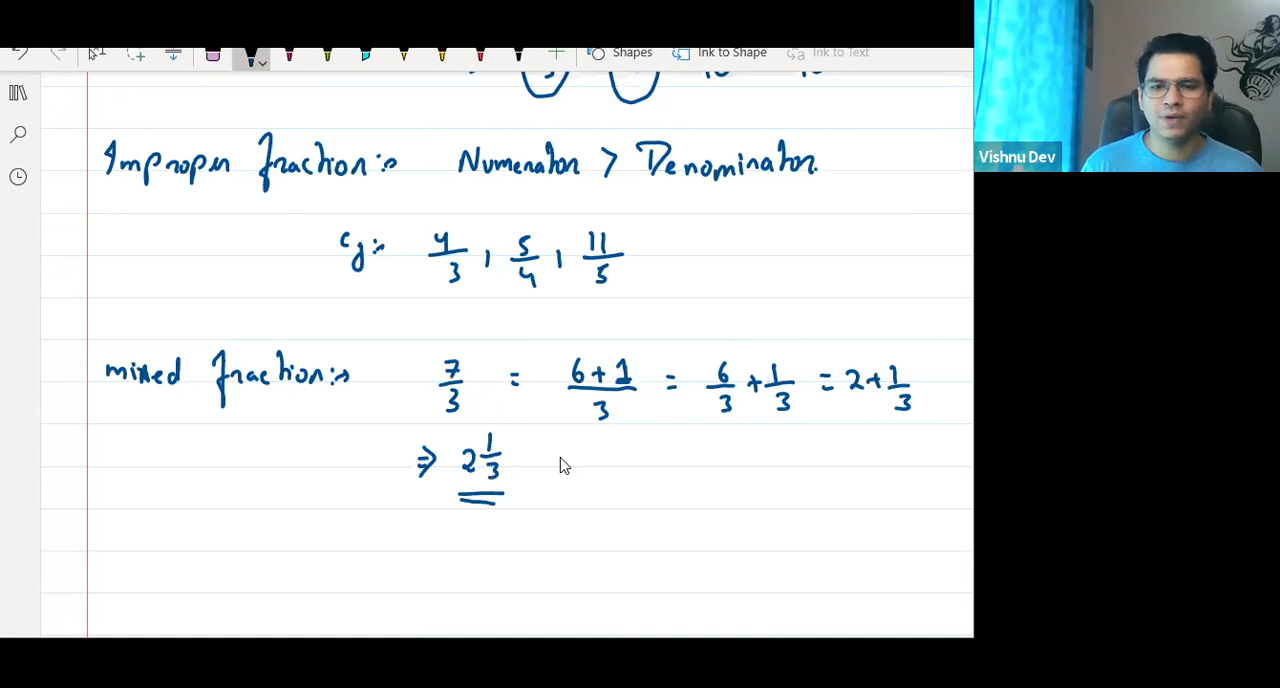 Shapes Ink to Shape Ink to Text
Improper fraction:- Numerator > Denominator.
eg:- 4/3 , 5/4 , 11/5
mixed fraction:- 7/3 = 6+1/3 = 6/3 + 1/3 = 2 + 1/3
⇒ 2 1/3
Vishnu Dev